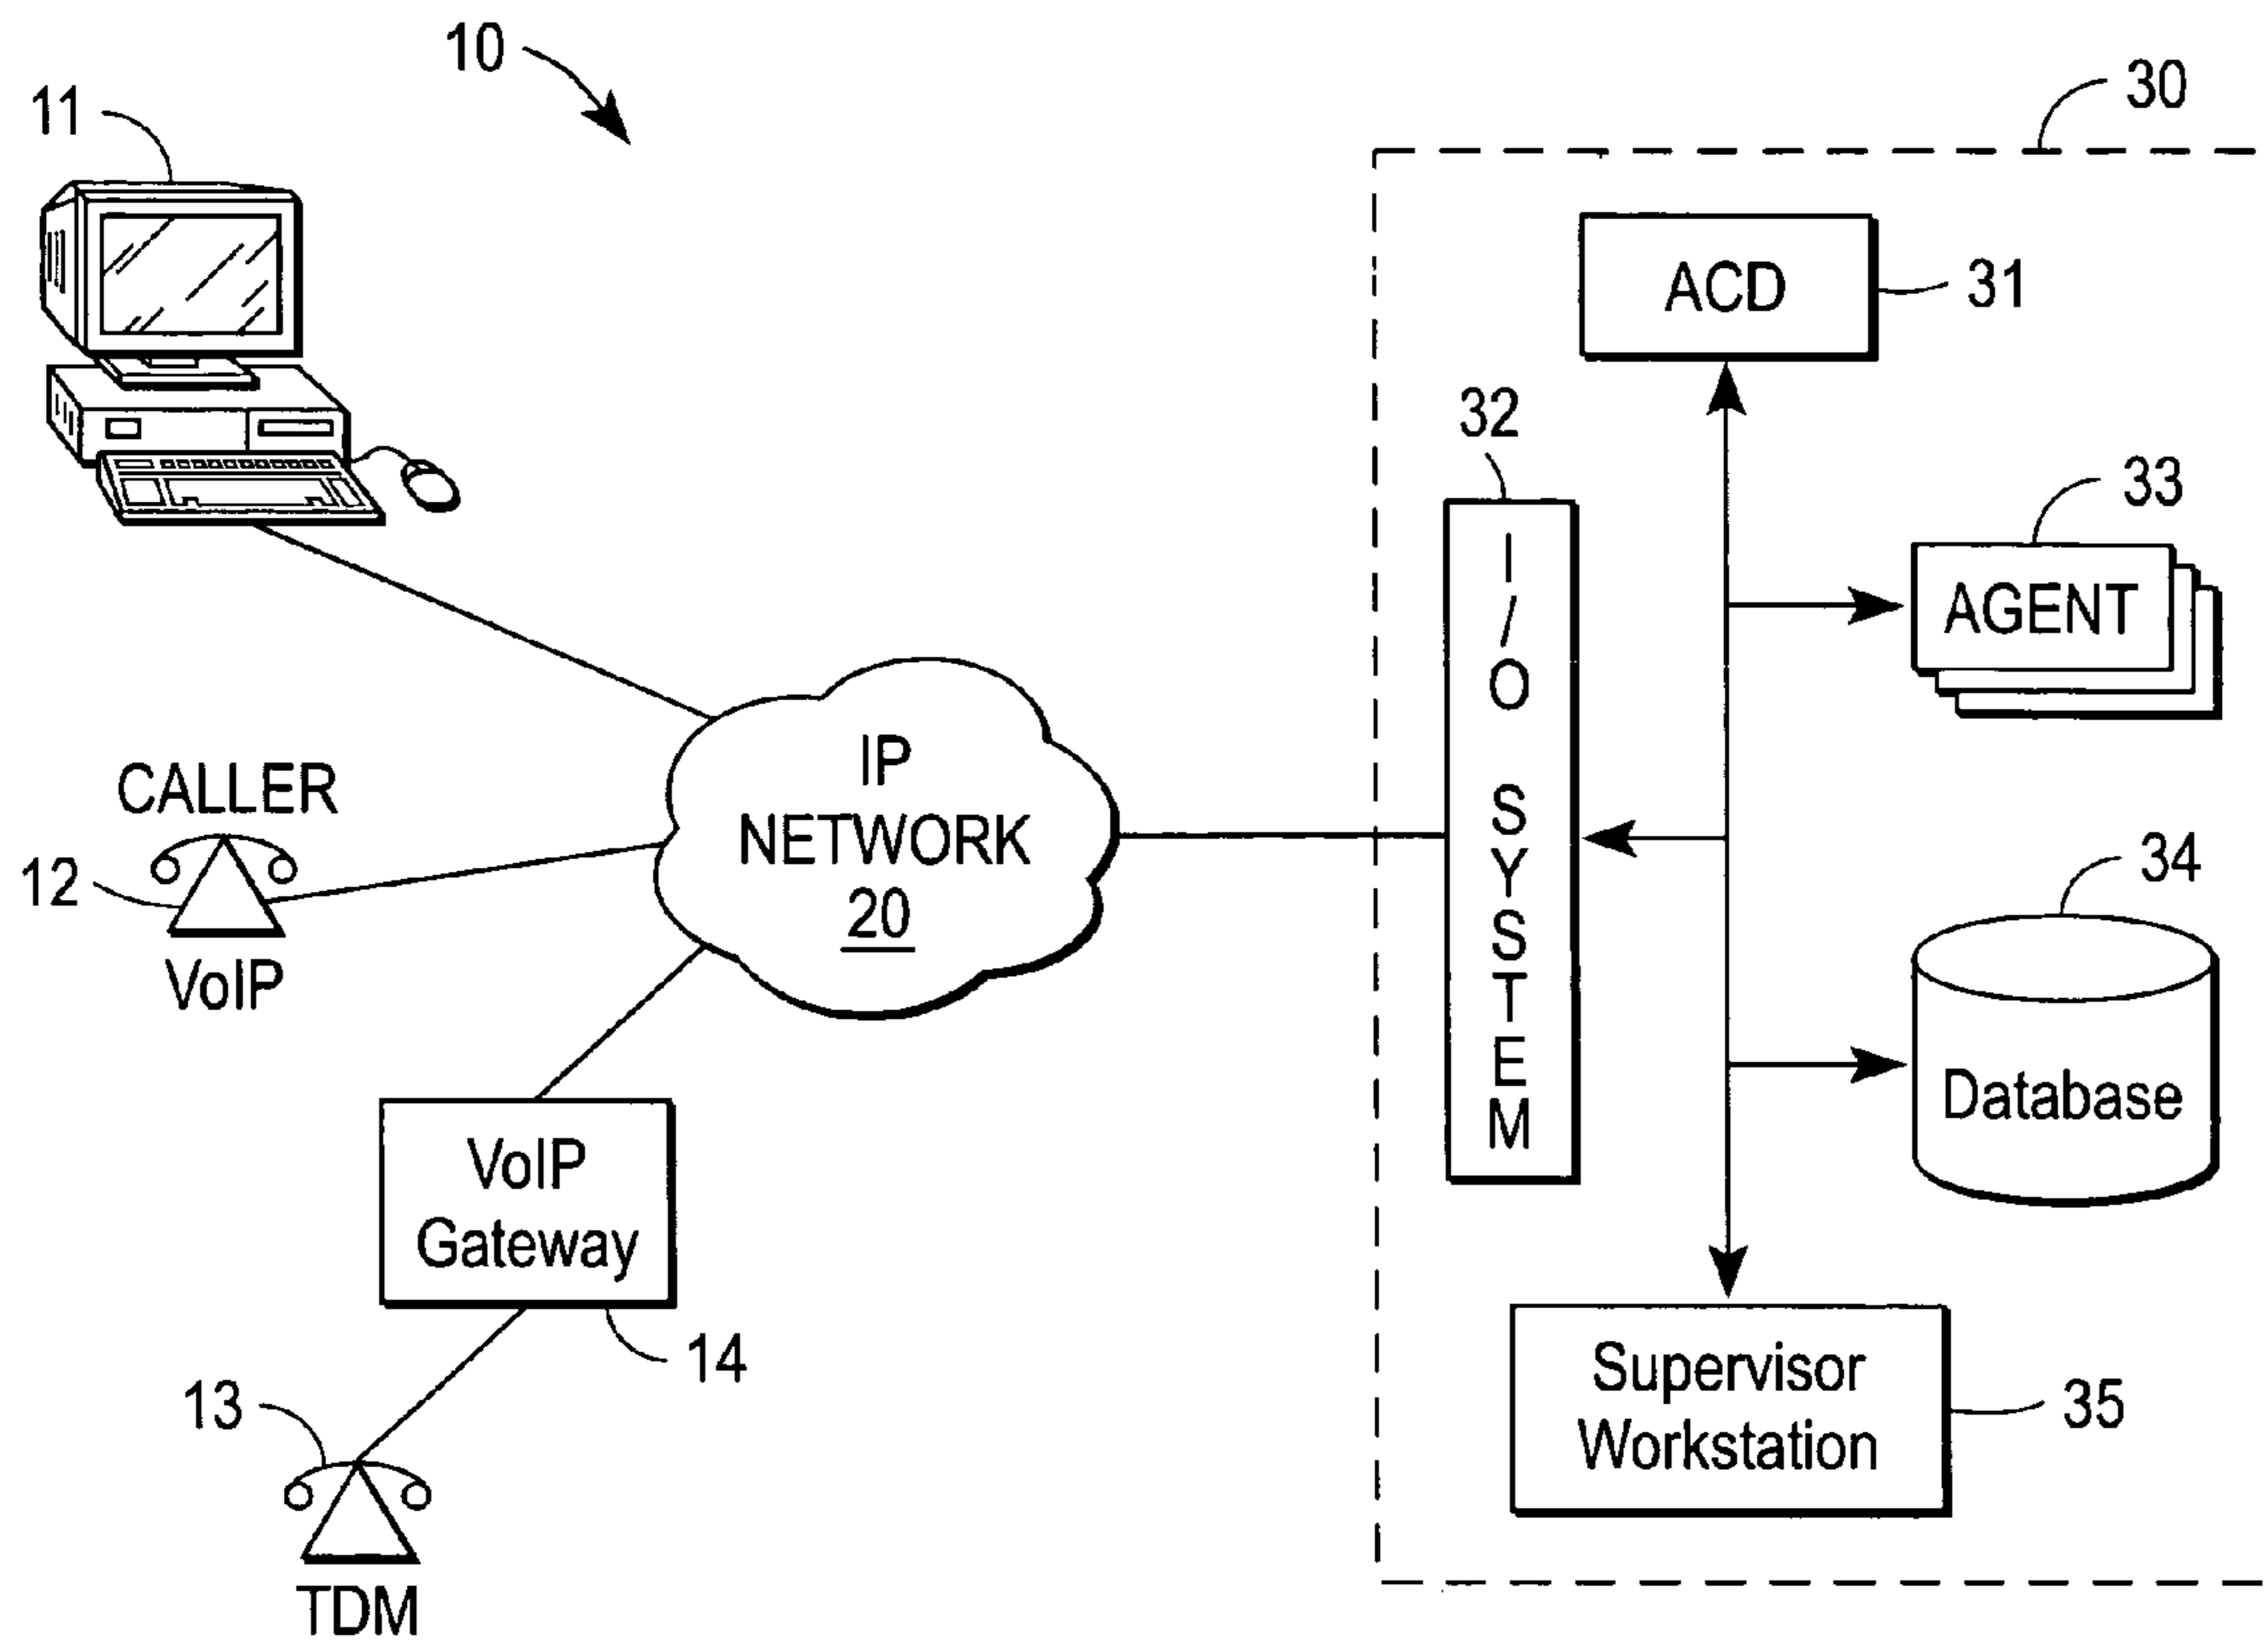 10
30
11
ACD
31
32
33
AGENT
I/O SYSTEM
IP
NETWORK
20
CALLER
12
VoIP
34
Database
VoIP
Gateway
14
13
TDM
Supervisor
Workstation
35